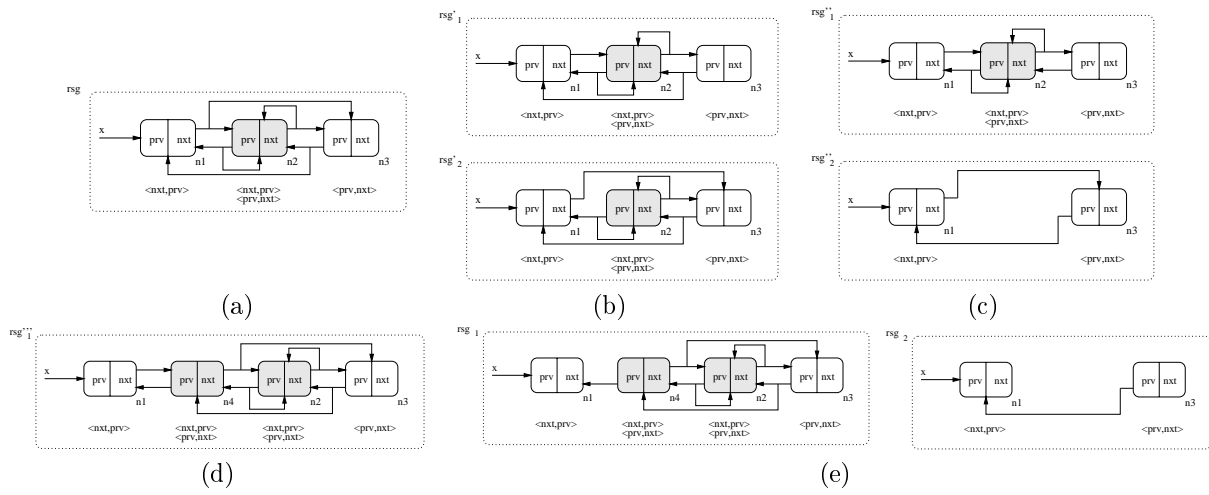 rsg
x
prv nxt prv nxt prv nxt
n1 n2 n3
<nxt,prv> <nxt,prv> <prv,nxt>
<prv,nxt>
(a)
rsg' 1
x
prv nxt prv nxt prv nxt
n1 n2 n3
<nxt,prv> <nxt,prv> <prv,nxt>
<prv,nxt>
rsg' 2
x
prv nxt prv nxt prv nxt
n1 n2 n3
<nxt,prv> <nxt,prv> <prv,nxt>
<prv,nxt>
(b)
rsg'' 1
x
prv nxt prv nxt prv nxt
n1 n2 n3
<nxt,prv> <nxt,prv> <prv,nxt>
<prv,nxt>
rsg'' 2
x
prv nxt prv nxt
n1 n3
<nxt,prv> <prv,nxt>
(c)
rsg''' 1
x
prv nxt prv nxt prv nxt prv nxt
n1 n4 n2 n3
<nxt,prv> <nxt,prv> <nxt,prv> <prv,nxt>
<prv,nxt> <prv,nxt>
(d)
rsg 1
x
prv nxt prv nxt prv nxt prv nxt
n1 n4 n2 n3
<nxt,prv> <nxt,prv> <nxt,prv> <prv,nxt>
<prv,nxt> <prv,nxt>
rsg 2
x
prv nxt prv nxt
n1 n3
<nxt,prv> <prv,nxt>
(e)